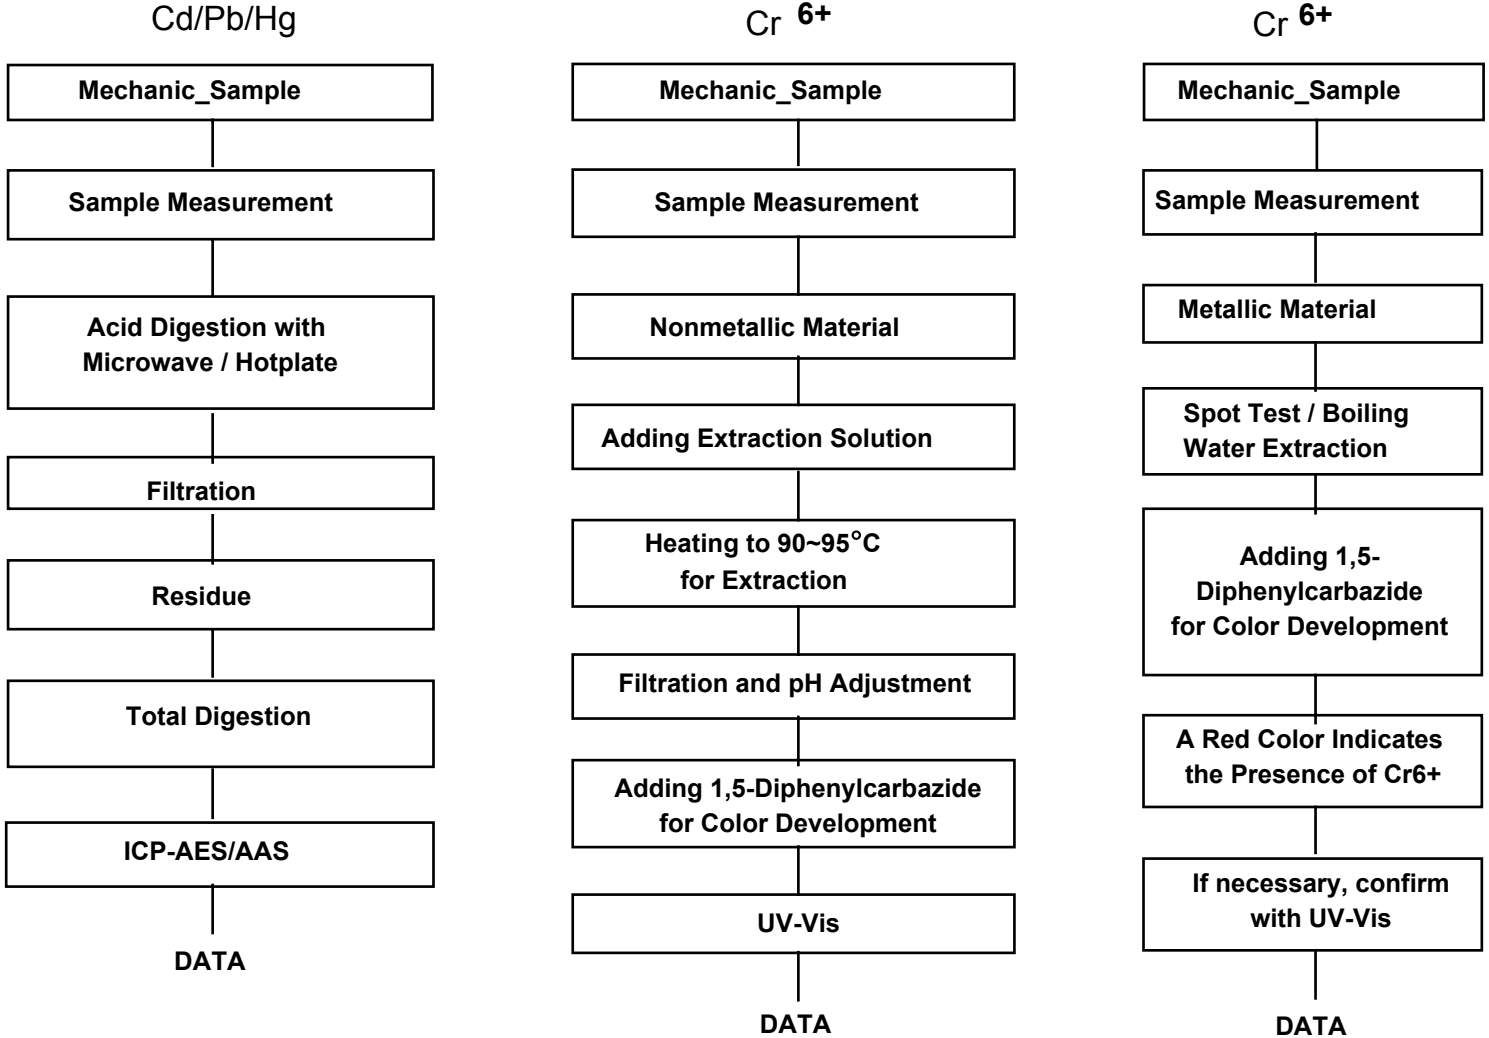 Cd/Pb/Hg
Mechanic_Sample
Sample Measurement
Acid Digestion with
Microwave / Hotplate
Filtration
Residue
Total Digestion
ICP-AES/AAS
DATA
Cr 6+
Mechanic_Sample
Sample Measurement
Nonmetallic Material
Adding Extraction Solution
Heating to 90~95°C
for Extraction
Filtration and pH Adjustment
Adding 1,5-Diphenylcarbazide
for Color Development
UV-Vis
DATA
Cr 6+
Mechanic_Sample
Sample Measurement
Metallic Material
Spot Test / Boiling
Water Extraction
Adding 1,5-
Diphenylcarbazide
for Color Development
A Red Color Indicates
the Presence of Cr6+
If necessary, confirm
with UV-Vis
DATA